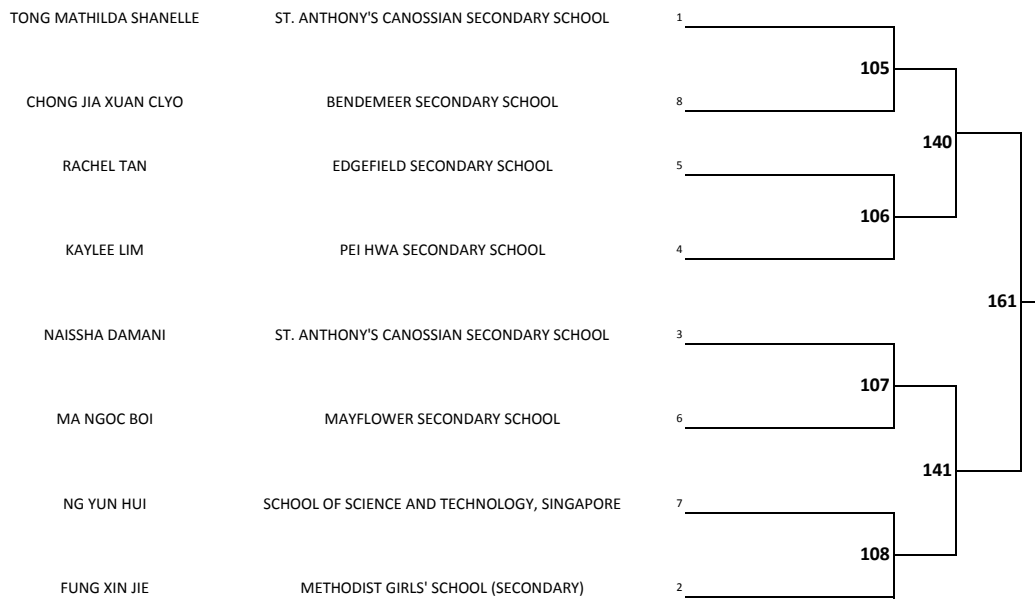 TONG MATHILDA SHANELLE ST. ANTHONY'S CANOSSIAN SECONDARY SCHOOL 1
105
CHONG JIA XUAN CLYO BENDEMEER SECONDARY SCHOOL 8
140
RACHEL TAN EDGEFIELD SECONDARY SCHOOL 5
106
KAYLEE LIM PEI HWA SECONDARY SCHOOL 4
161
NAISSHA DAMANI ST. ANTHONY'S CANOSSIAN SECONDARY SCHOOL 3
107
MA NGOC BOI MAYFLOWER SECONDARY SCHOOL 6
141
NG YUN HUI SCHOOL OF SCIENCE AND TECHNOLOGY, SINGAPORE 7
108
FUNG XIN JIE METHODIST GIRLS' SCHOOL (SECONDARY) 2